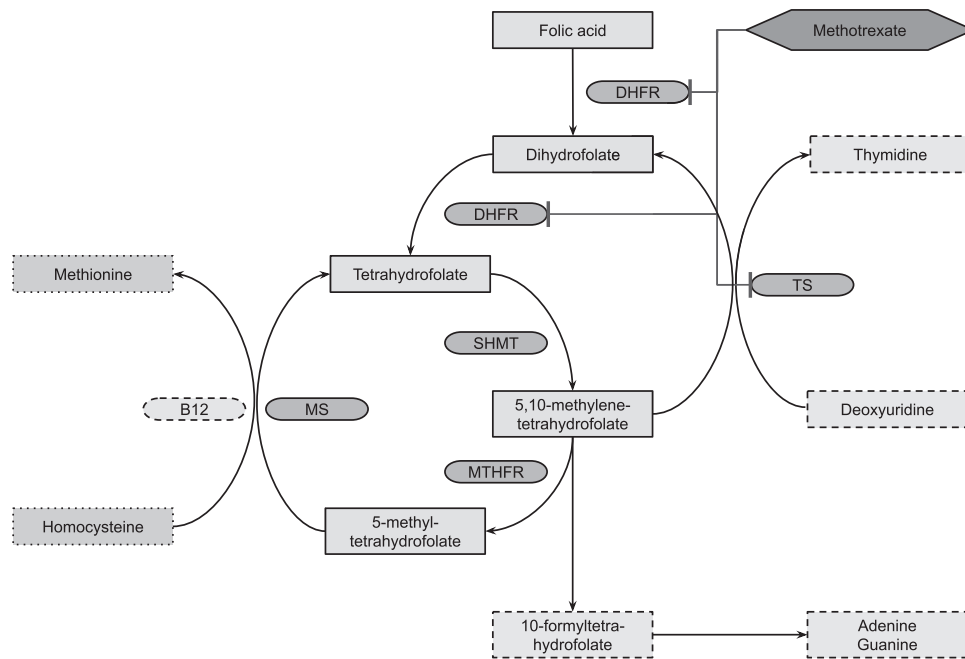 Folic acid
Methotrexate
DHFR
Dihydrofolate
Thymidine
DHFR
Methionine
Tetrahydrofolate
TS
SHMT
B12
MS
5,10-methylene-
tetrahydrofolate
Deoxyuridine
MTHFR
Homocysteine
5-methyl-
tetrahydrofolate
10-formyltetra-
hydrofolate
Adenine
Guanine